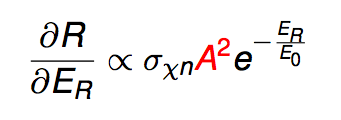 ∂R/∂E_R ∝ σ_χn A² e^(−E_R/E_0)